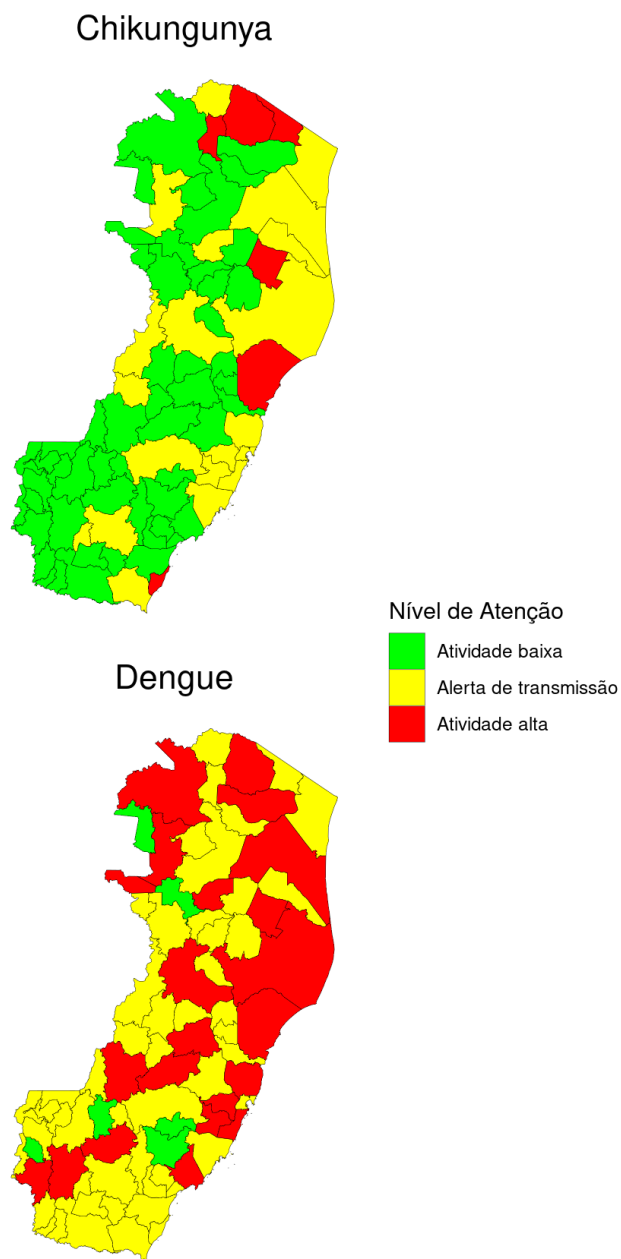 Chikungunya
Nível de Atenção
Atividade baixa
Alerta de transmissão
Atividade alta
Dengue